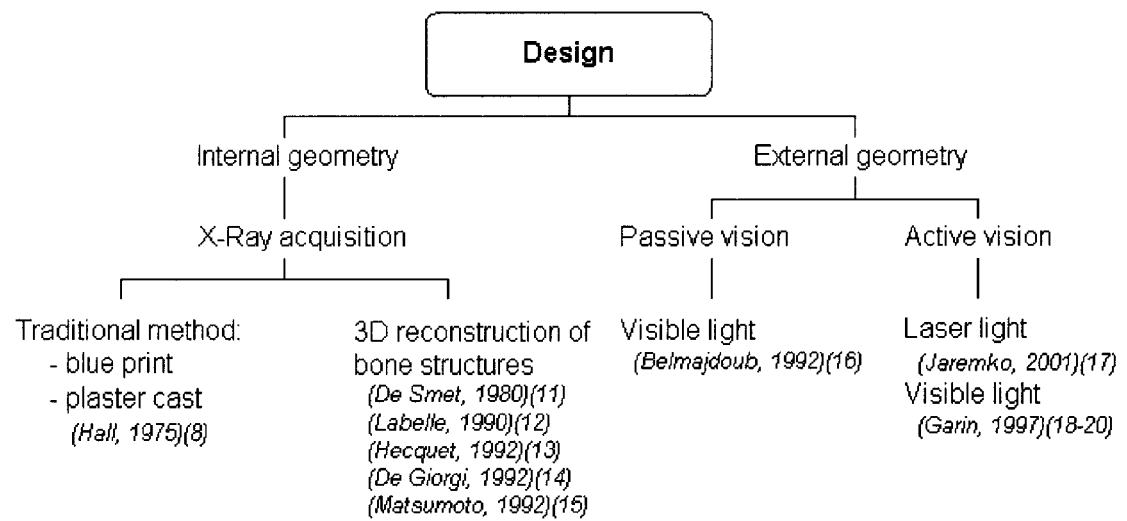 Design
Internal geometry
External geometry
X-Ray acquisition
Passive vision
Active vision
Traditional method:
- blue print
- plaster cast
(Hall, 1975)(8)
3D reconstruction of
bone structures
(De Smet, 1980)(11)
(Labelle, 1990)(12)
(Hecquet, 1992)(13)
(De Giorgi, 1992)(14)
(Matsumoto, 1992)(15)
Visible light
(Belmajdoub, 1992)(16)
Laser light
(Jaremko, 2001)(17)
Visible light
(Garin, 1997)(18-20)